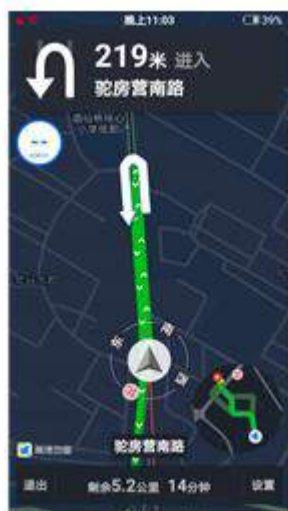 晚上11:03
39%
219米 进入
驼房营南路
东
南
西
驼房营南路
退出
剩余5.2公里 14分钟
设置